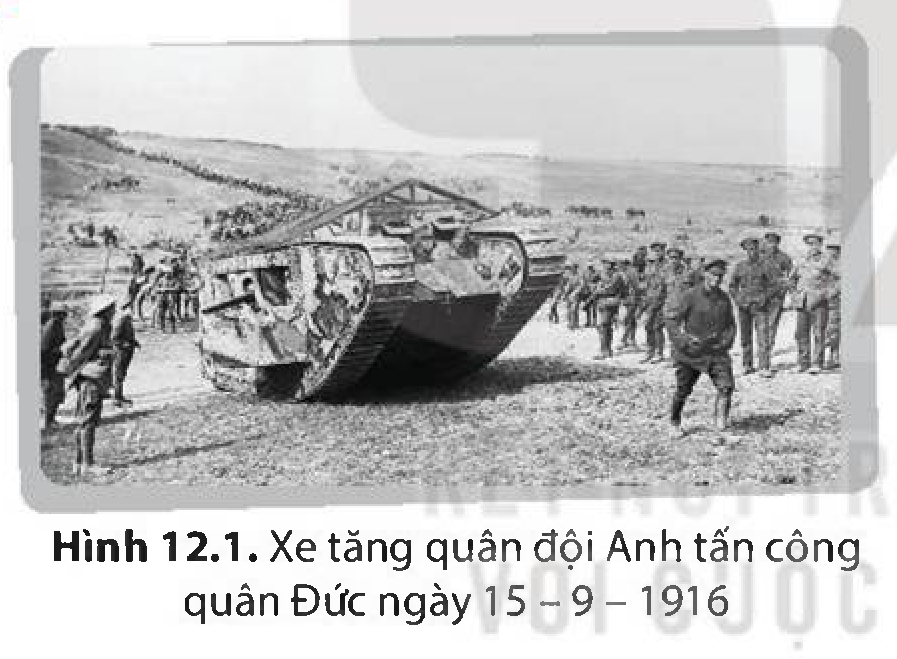 Hình 12.1. Xe tăng quân đội Anh tấn công
quân Đức ngày 15 – 9 – 1916